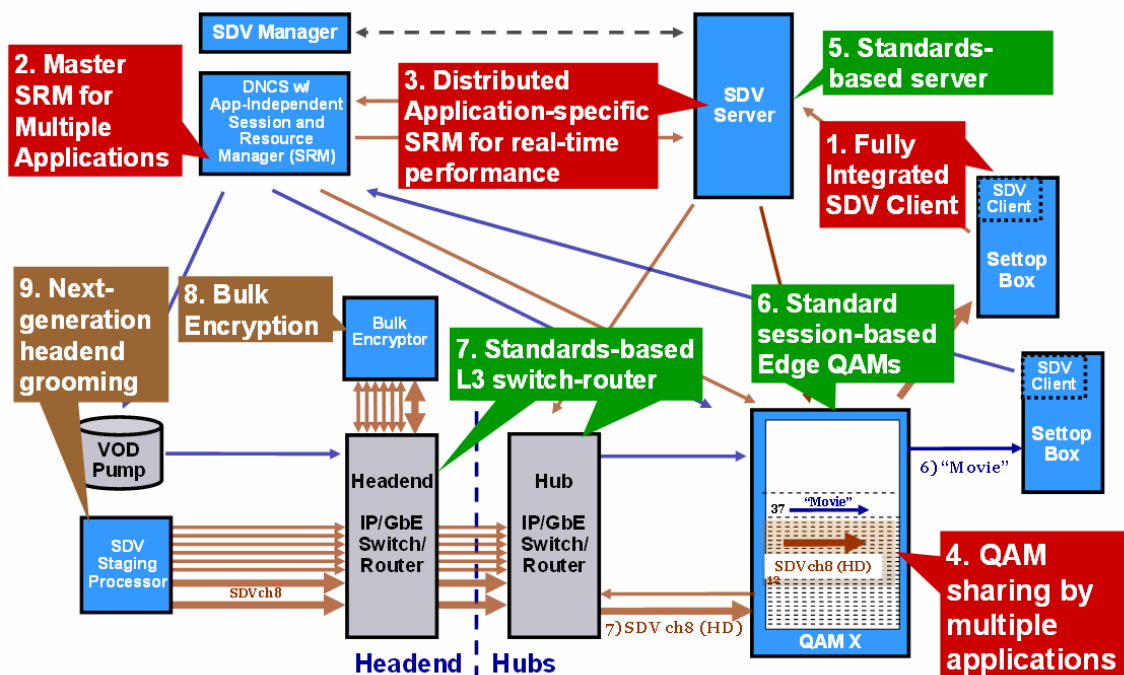 SDV Manager
2. Master
SRM for
Multiple
Applications
DNCS w/
App-Independent
Session and
Resource
Manager (SRM)
3. Distributed
Application-specific
SRM for real-time
performance
SDV
Server
5. Standards-
based server
1. Fully
Integrated
SDV Client
SDV
Client
Settop
Box
9. Next-
generation
headend
grooming
8. Bulk
Encryption
Bulk
Encryptor
7. Standards-based
L3 switch-router
6. Standard
session-based
Edge QAMs
SDV
Client
Settop
Box
VOD
Pump
Headend
IP/GbE
Switch/
Router
Hub
IP/GbE
Switch/
Router
6) “Movie”
“Movie”
37
SDV ch8 (HD)
12
SDV
Staging
Processor
SDV ch8
7) SDV ch8 (HD)
QAM X
4. QAM
sharing by
multiple
applications
Headend
Hubs